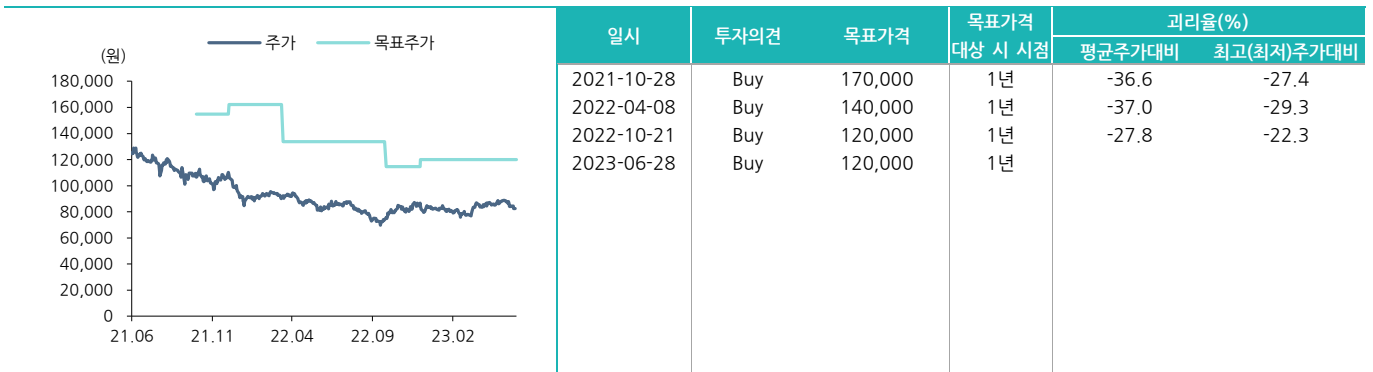 주가 목표주가
(원)
180,000
160,000
140,000
120,000
100,000
80,000
60,000
40,000
20,000
0
21.06 21.11 22.04 22.09 23.02
일시 투자의견 목표가격 목표가격 대상 시 시점 괴리율(%)
평균주가대비 최고(최저)주가대비
2021-10-28 Buy 170,000 1년 -36.6 -27.4
2022-04-08 Buy 140,000 1년 -37.0 -29.3
2022-10-21 Buy 120,000 1년 -27.8 -22.3
2023-06-28 Buy 120,000 1년